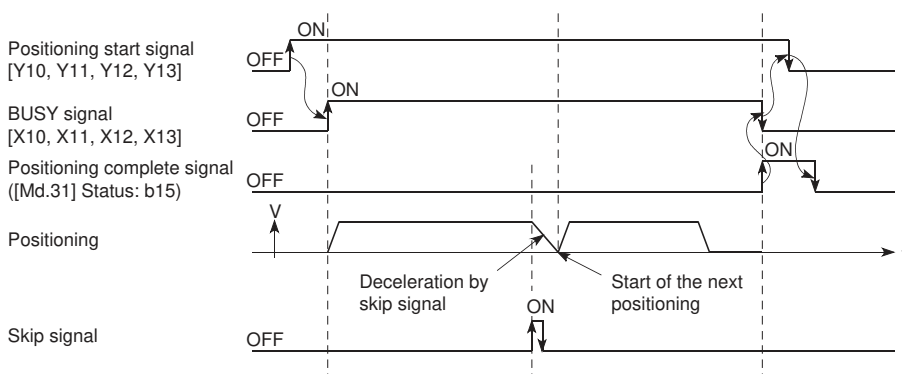 ON
Positioning start signal
[Y10, Y11, Y12, Y13]
OFF
ON
BUSY signal
[X10, X11, X12, X13]
OFF
Positioning complete signal
([Md.31] Status: b15)
ON
OFF
V
Positioning
Deceleration by
skip signal
Start of the next
positioning
ON
Skip signal
OFF